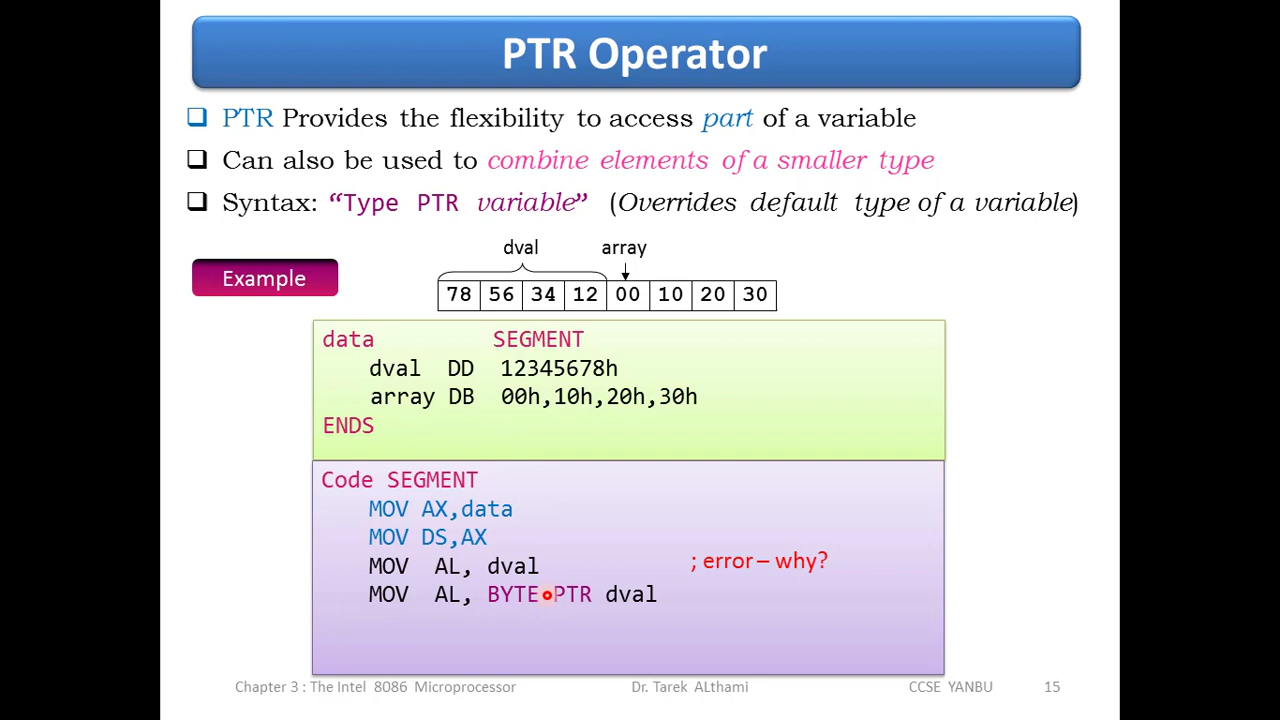 PTR Operator
PTR Provides the flexibility to access part of a variable
Can also be used to combine elements of a smaller type
Syntax: “Type PTR variable” (Overrides default type of a variable)
Example
dval array
78 56 34 12 00 10 20 30
data SEGMENT
dval DD 12345678h
array DB 00h,10h,20h,30h
ENDS
Code SEGMENT
MOV AX,data
MOV DS,AX
MOV AL, dval ; error – why?
MOV AL, BYTE PTR dval
Chapter 3 : The Intel 8086 Microprocessor Dr. Tarek ALthami CCSE YANBU 15